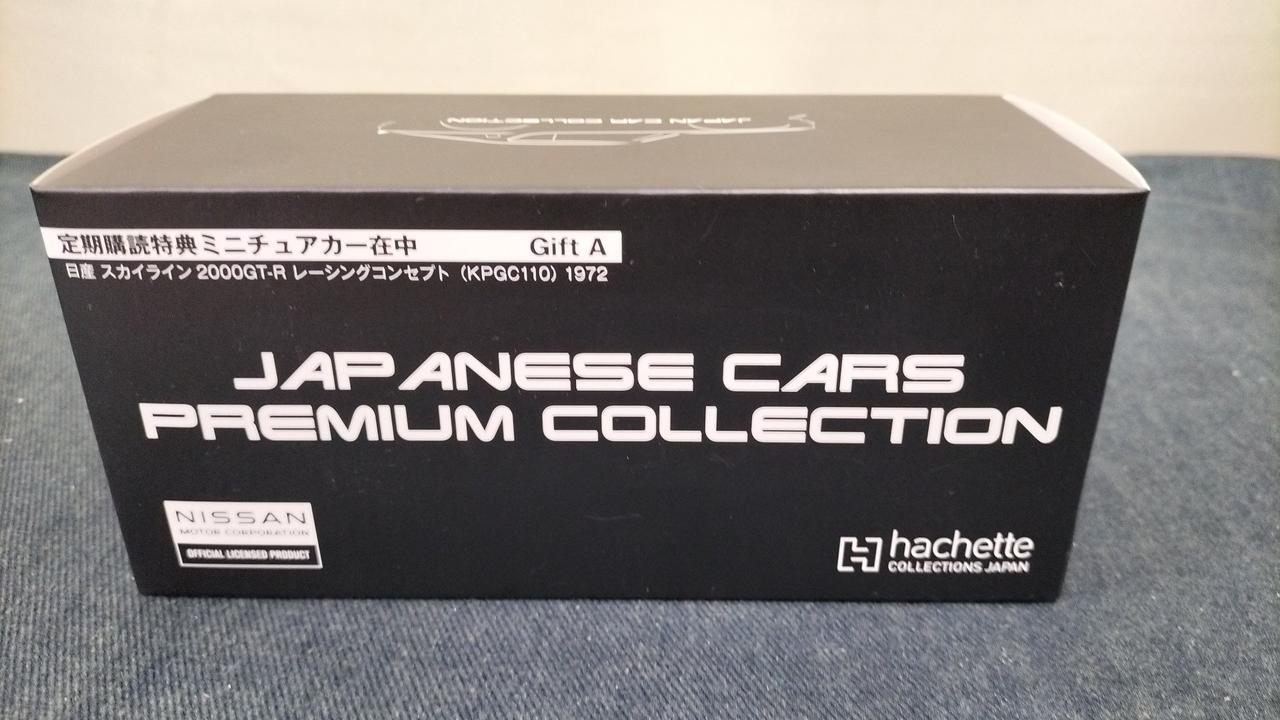 JAPAN CAR COLLECTION
定期購読特典ミニチュアカー在中 Gift A
日産 スカイライン 2000GT-R レーシングコンセプト（KPGC110）1972
JAPANESE CARS
PREMIUM COLLECTION
NISSAN
MOTOR CORPORATION
OFFICIAL LICENSED PRODUCT
hachette
COLLECTIONS JAPAN